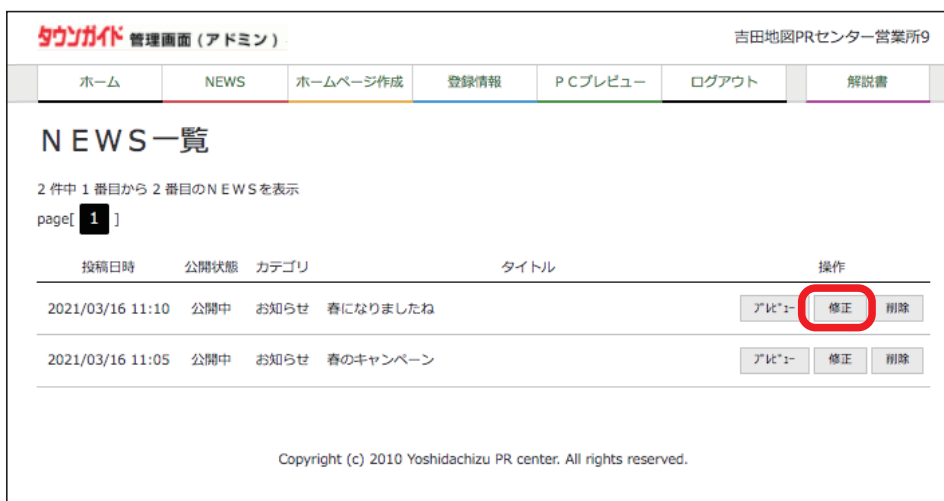 タウンガイド 管理画面(アドミン)
吉田地図PRセンター営業所9
ホーム NEWS ホームページ作成 登録情報 PCプレビュー ログアウト 解説書
NEWS一覧
2 件中 1 番目から 2 番目のNEWSを表示
page[ 1 ]
投稿日時 公開状態 カテゴリ タイトル 操作
2021/03/16 11:10 公開中 お知らせ 春になりましたね プレビュー 修正 削除
2021/03/16 11:05 公開中 お知らせ 春のキャンペーン プレビュー 修正 削除
Copyright (c) 2010 Yoshidachizu PR center. All rights reserved.